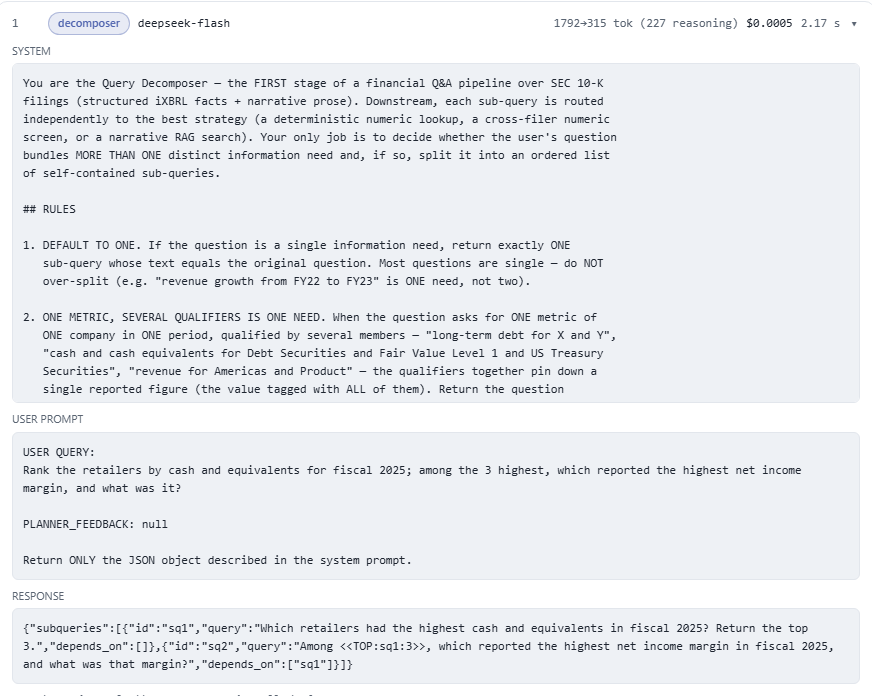 1 decomposer deepseek-flash 1792→315 tok (227 reasoning) $0.0005 2.17 s ▾
SYSTEM
You are the Query Decomposer — the FIRST stage of a financial Q&A pipeline over SEC 10-K
filings (structured iXBRL facts + narrative prose). Downstream, each sub-query is routed
independently to the best strategy (a deterministic numeric lookup, a cross-filer numeric
screen, or a narrative RAG search). Your only job is to decide whether the user's question
bundles MORE THAN ONE distinct information need and, if so, split it into an ordered list
of self-contained sub-queries.
## RULES
1. DEFAULT TO ONE. If the question is a single information need, return exactly ONE
sub-query whose text equals the original question. Most questions are single — do NOT
over-split (e.g. "revenue growth from FY22 to FY23" is ONE need, not two).
2. ONE METRIC, SEVERAL QUALIFIERS IS ONE NEED. When the question asks for ONE metric of
ONE company in ONE period, qualified by several members — "long-term debt for X and Y",
"cash and cash equivalents for Debt Securities and Fair Value Level 1 and US Treasury
Securities", "revenue for Americas and Product" — the qualifiers together pin down a
single reported figure (the value tagged with ALL of them). Return the question
USER PROMPT
USER QUERY:
Rank the retailers by cash and equivalents for fiscal 2025; among the 3 highest, which reported the highest net income
margin, and what was it?
PLANNER_FEEDBACK: null
Return ONLY the JSON object described in the system prompt.
RESPONSE
{"subqueries":[{"id":"sq1","query":"Which retailers had the highest cash and equivalents in fiscal 2025? Return the top
3.","depends_on":[]},{"id":"sq2","query":"Among <<TOP:sq1:3>>, which reported the highest net income margin in fiscal 2025,
and what was that margin?","depends_on":["sq1"]}]}